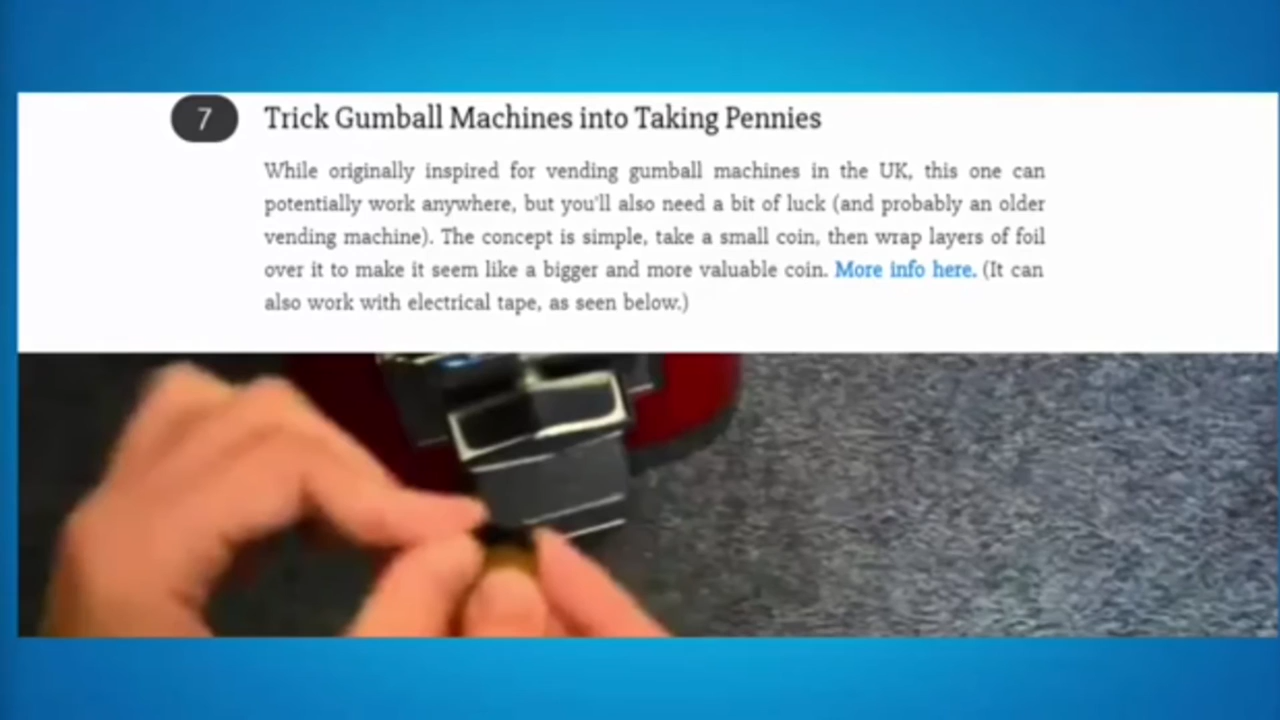 7 Trick Gumball Machines into Taking Pennies
While originally inspired for vending gumball machines in the UK, this one can
potentially work anywhere, but you'll also need a bit of luck (and probably an older
vending machine). The concept is simple, take a small coin, then wrap layers of foil
over it to make it seem like a bigger and more valuable coin. More info here. (It can
also work with electrical tape, as seen below.)